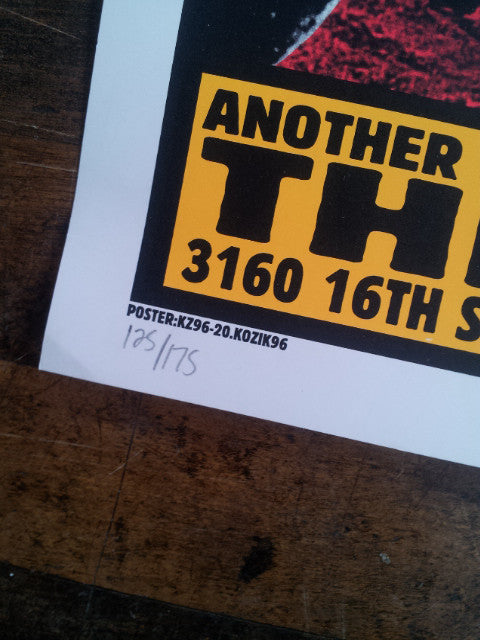 ANOTHER
TH
3160 16TH S
POSTER:KZ96-20.KOZIK96
125/175